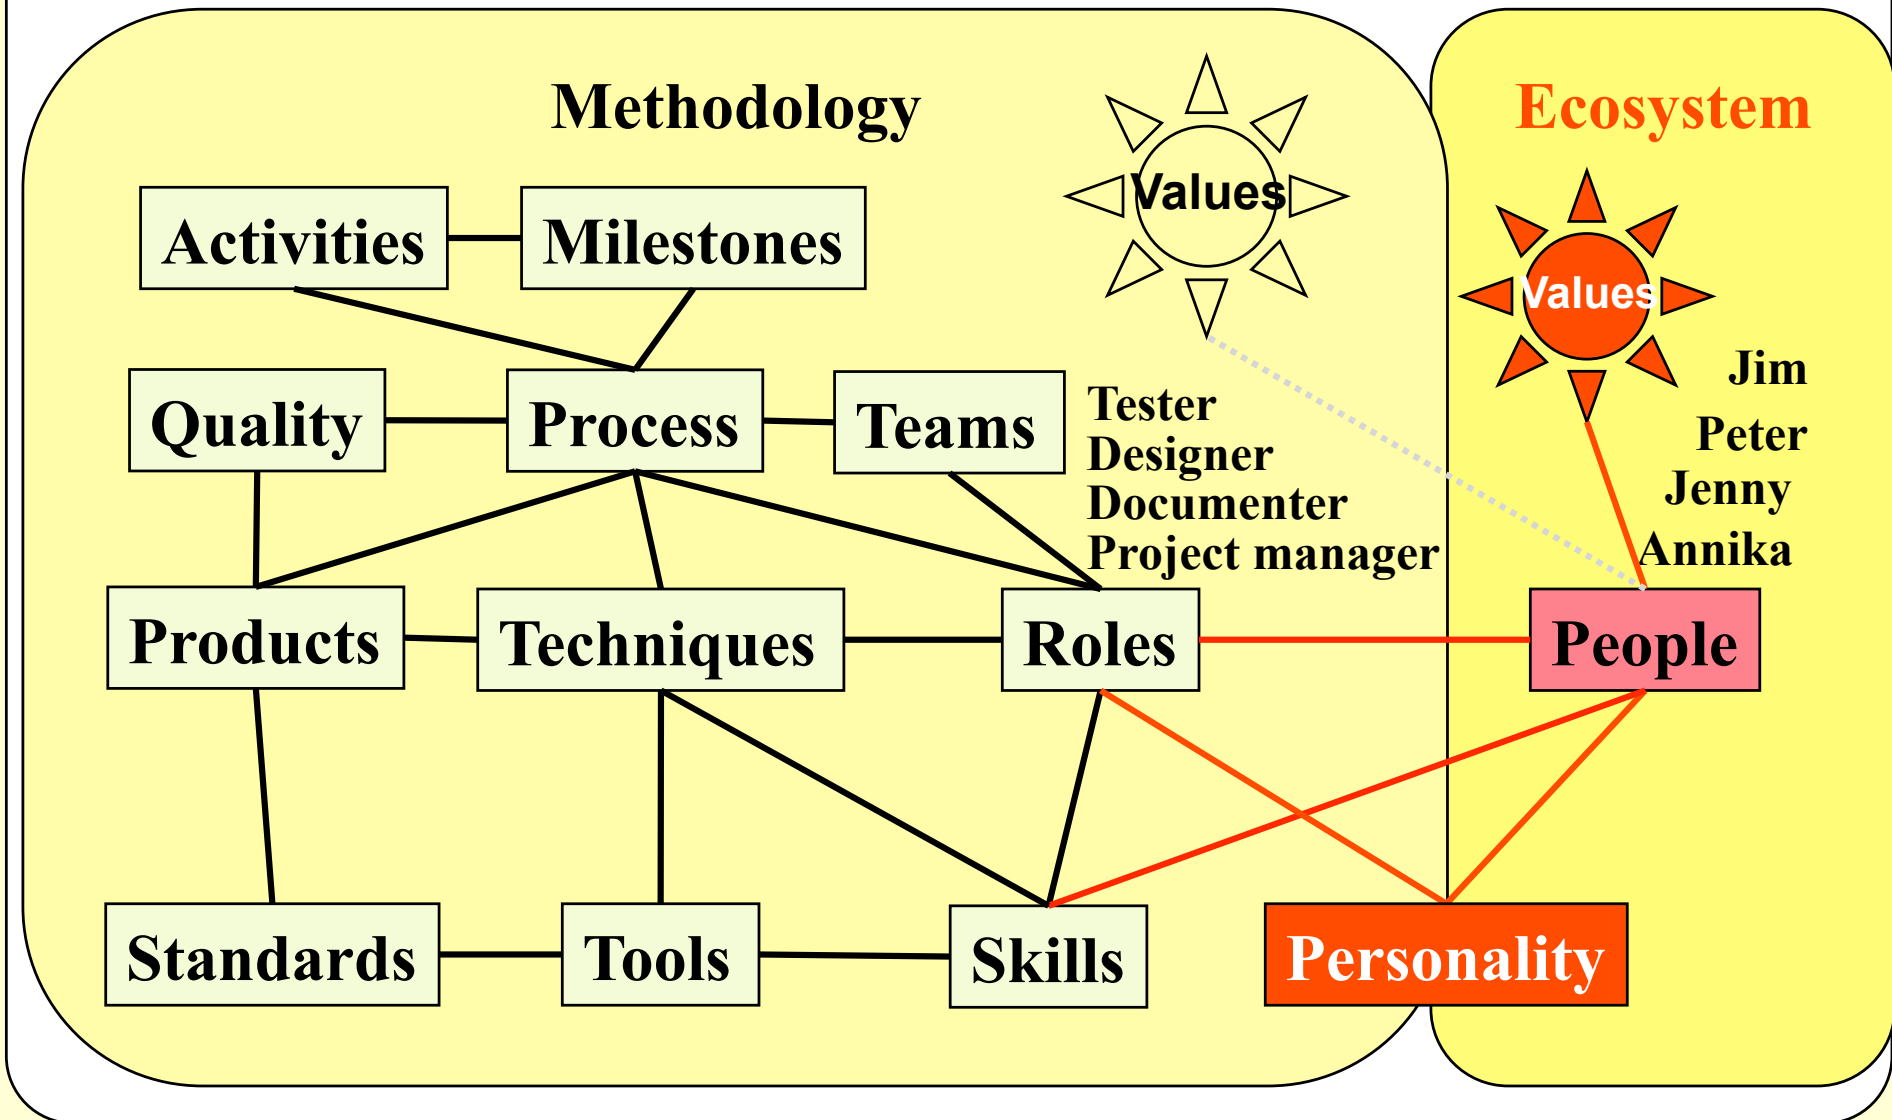 Methodology
Ecosystem
Values
Activities
Milestones
Values
Jim
Quality
Process
Teams
Tester
Designer
Documenter
Project manager
Peter
Jenny
Annika
Products
Techniques
Roles
People
Standards
Tools
Skills
Personality